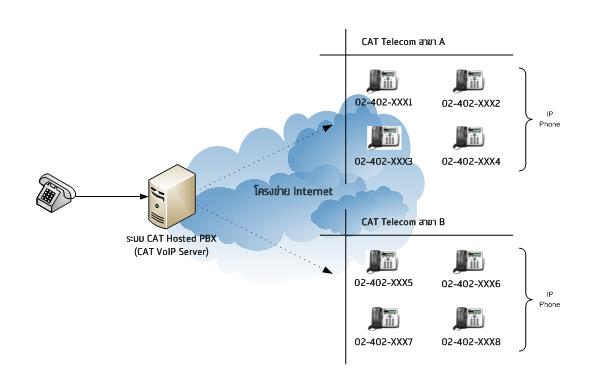 CAT Telecom สาขา A
02-402-XXX1
02-402-XXX2
IP
Phone
02-402-XXX3
02-402-XXX4
โครงข่าย Internet
CAT Telecom สาขา B
ระบบ CAT Hosted PBX
(CAT VoIP Server)
02-402-XXX5
02-402-XXX6
IP
Phone
02-402-XXX7
02-402-XXX8